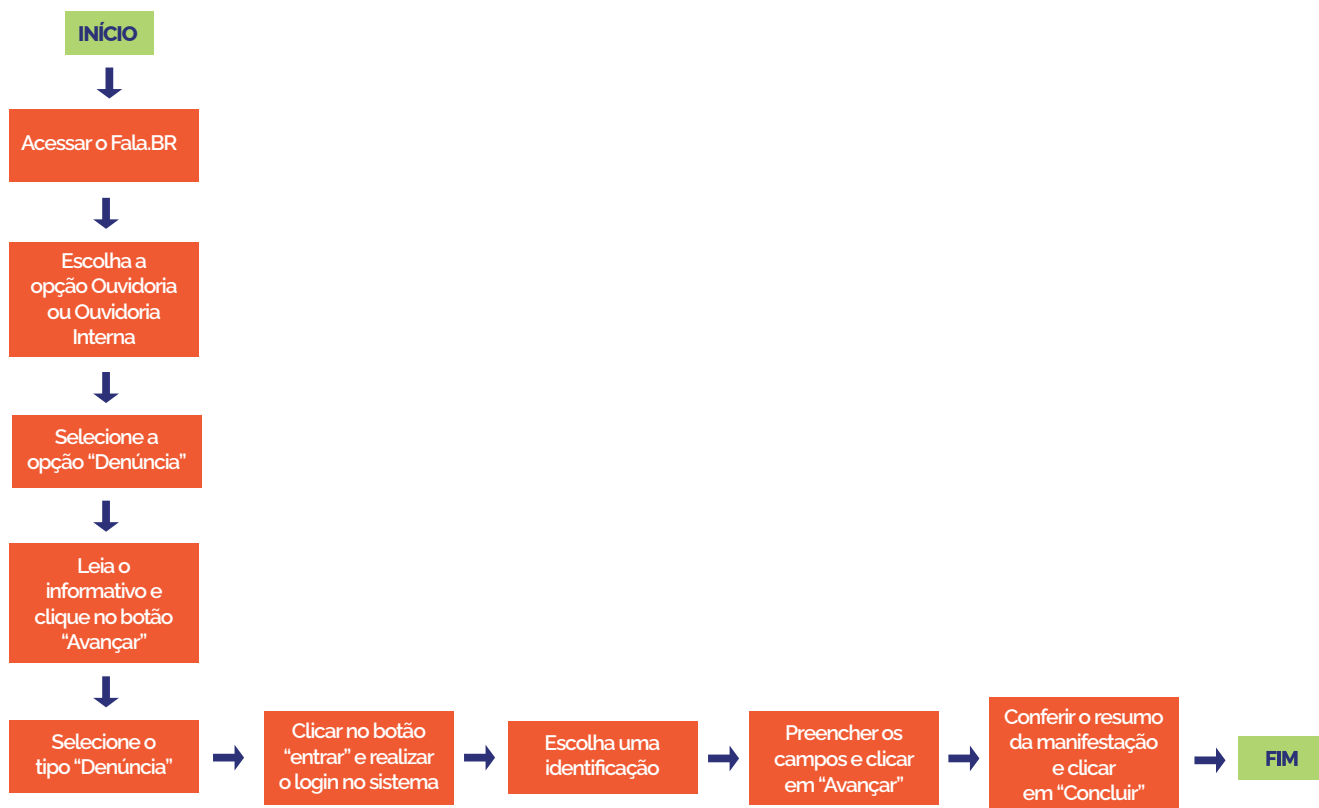 INÍCIO
Acessar o Fala.BR
Escolha a
opção Ouvidoria
ou Ouvidoria
Interna
Selecione a
opção “Denúncia”
Leia o
informativo e
clique no botão
“Avançar”
Selecione o
tipo “Denúncia”
Clicar no botão
“entrar” e realizar
o login no sistema
Escolha uma
identificação
Preencher os
campos e clicar
em “Avançar”
Conferir o resumo
da manifestação
e clicar
em “Concluir”
FIM